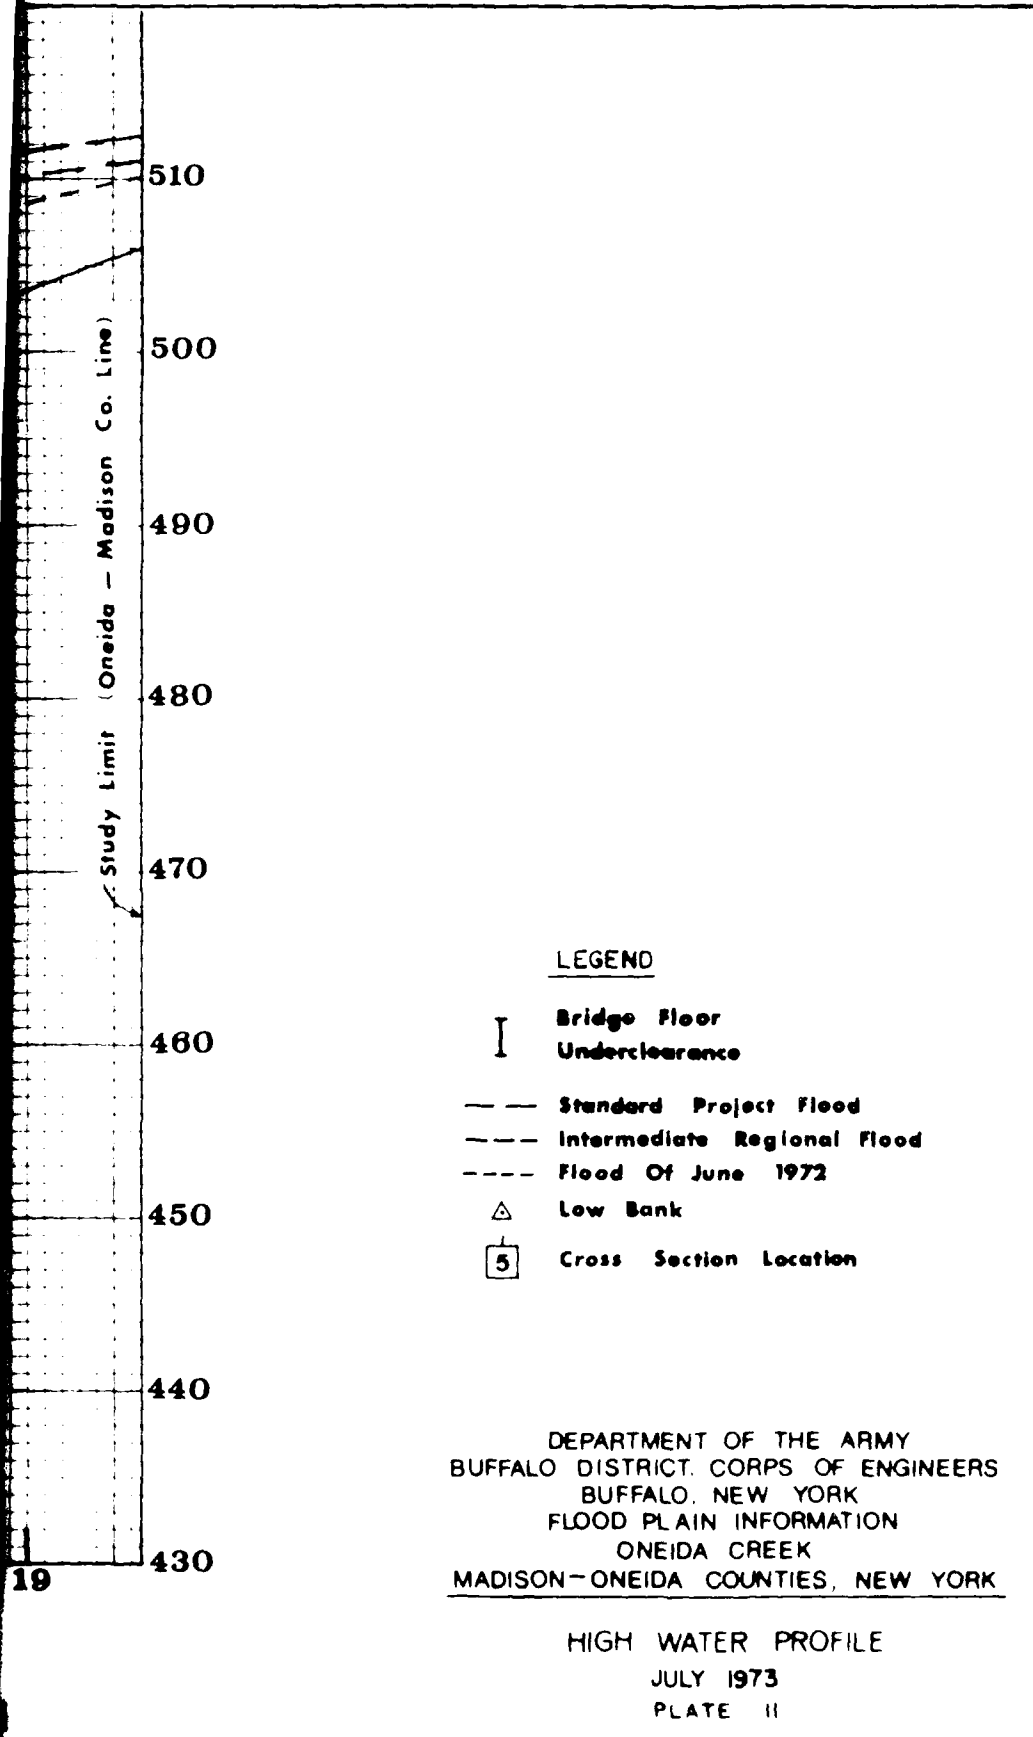 510
500
490
480
470
460
450
440
430
19
Study Limit (Oneida - Madison Co. Line)
LEGEND
Bridge Floor
Underclearance
Standard Project Flood
Intermediate Regional Flood
Flood Of June 1972
Low Bank
5 Cross Section Location
DEPARTMENT OF THE ARMY
BUFFALO DISTRICT. CORPS OF ENGINEERS
BUFFALO, NEW YORK
FLOOD PLAIN INFORMATION
ONEIDA CREEK
MADISON-ONEIDA COUNTIES, NEW YORK
HIGH WATER PROFILE
JULY 1973
PLATE 11